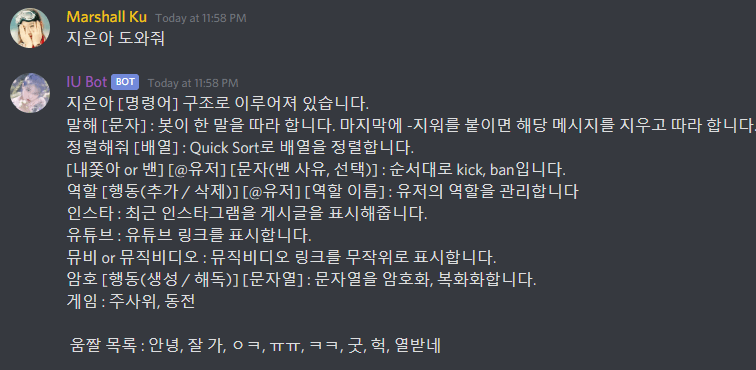 Marshall Ku Today at 11:58 PM
지은아 도와줘
IU Bot BOT Today at 11:58 PM
지은아 [명령어] 구조로 이루어져 있습니다.
말해 [문자] : 봇이 한 말을 따라 합니다. 마지막에 -지워를 붙이면 해당 메시지를 지우고 따라 합니다.
정렬해줘 [배열] : Quick Sort로 배열을 정렬합니다.
[내쫓아 or 밴] [@유저] [문자(밴 사유, 선택)] : 순서대로 kick, ban입니다.
역할 [행동(추가 / 삭제)] [@유저] [역할 이름] : 유저의 역할을 관리합니다
인스타 : 최근 인스타그램을 게시글을 표시해줍니다.
유튜브 : 유튜브 링크를 표시합니다.
뮤비 or 뮤직비디오 : 뮤직비디오 링크를 무작위로 표시합니다.
암호 [행동(생성 / 해독)] [문자열] : 문자열을 암호화, 복화화합니다.
게임 : 주사위, 동전
움짤 목록 : 안녕, 잘 가, ㅇㅋ, ㅠㅠ, ㅋㅋ, 굿, 헉, 열받네